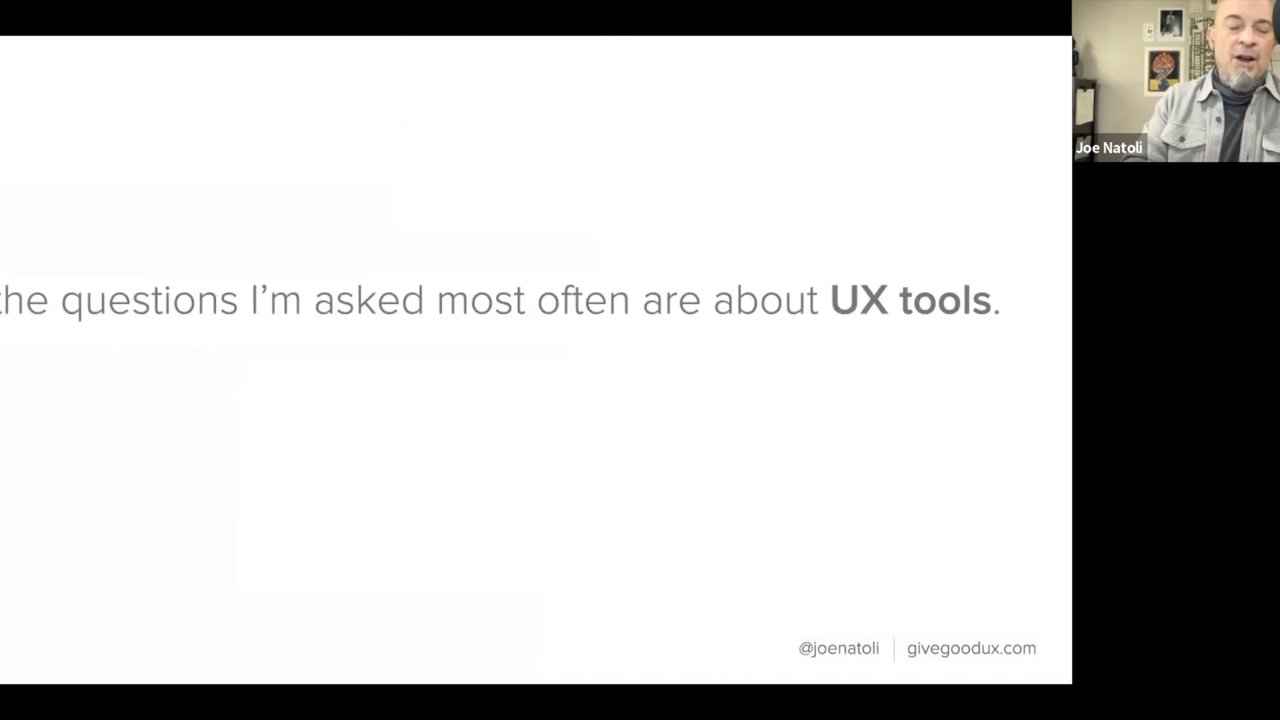 Joe Natoli
the questions I'm asked most often are about UX tools.
@joenatoli | givegoodux.com